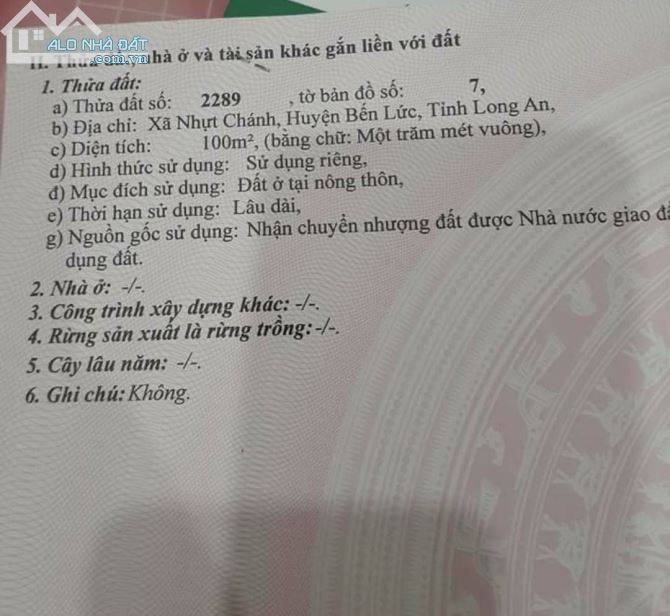 ALO NHÀ ĐẤT
.com.vn
II. Thửa đất, nhà ở và tài sản khác gắn liền với đất
1. Thửa đất:
a) Thửa đất số: 2289 , tờ bản đồ số: 7,
b) Địa chỉ: Xã Nhựt Chánh, Huyện Bến Lức, Tỉnh Long An,
c) Diện tích: 100m², (bằng chữ: Một trăm mét vuông),
d) Hình thức sử dụng: Sử dụng riêng,
đ) Mục đích sử dụng: Đất ở tại nông thôn,
e) Thời hạn sử dụng: Lâu dài,
g) Nguồn gốc sử dụng: Nhận chuyển nhượng đất được Nhà nước giao đấ
dụng đất.
2. Nhà ở: -/-.
3. Công trình xây dựng khác: -/-.
4. Rừng sản xuất là rừng trồng: -/-.
5. Cây lâu năm: -/-.
6. Ghi chú: Không.